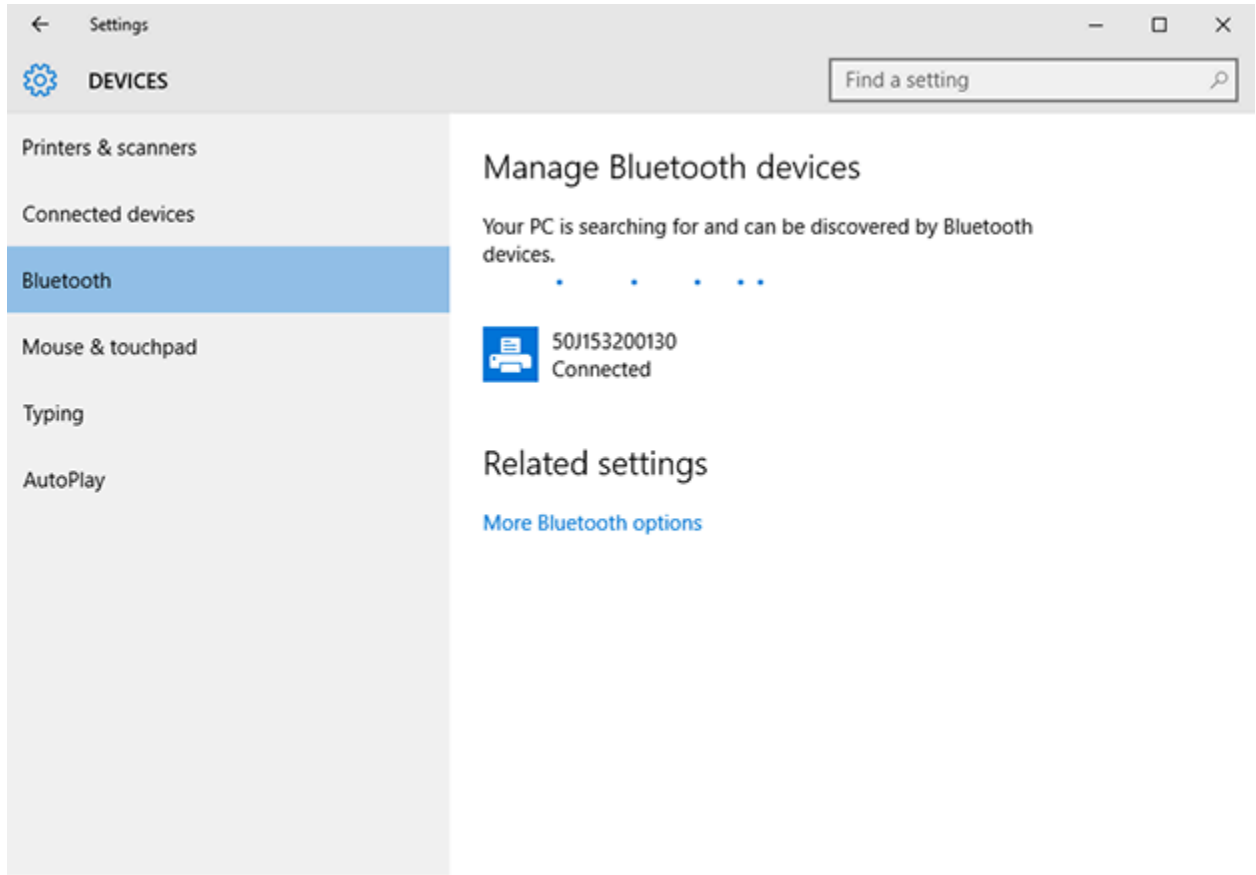 Settings
DEVICES
Find a setting
Printers & scanners
Connected devices
Bluetooth
Mouse & touchpad
Typing
AutoPlay
Manage Bluetooth devices
Your PC is searching for and can be discovered by Bluetooth
devices.
50J153200130
Connected
Related settings
More Bluetooth options